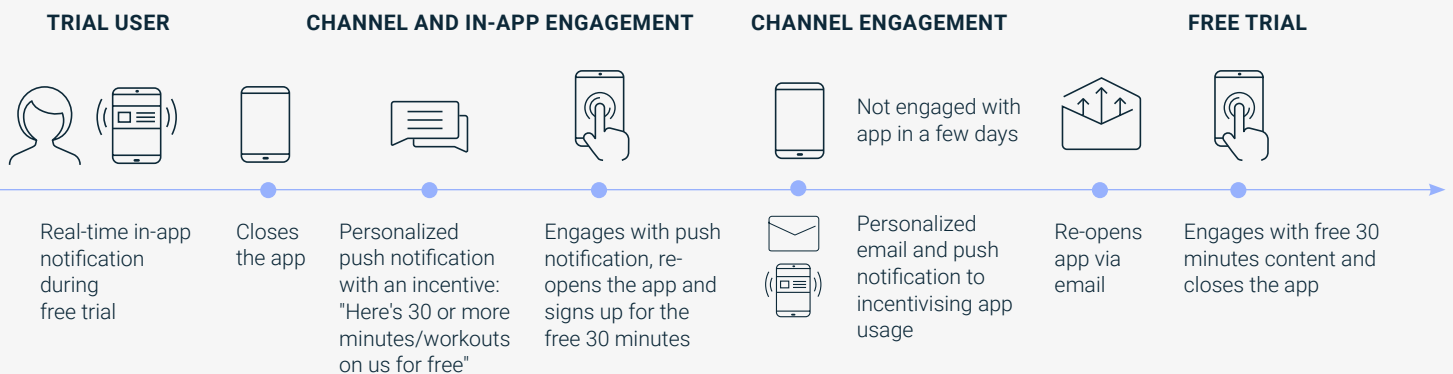 TRIAL USER
CHANNEL AND IN-APP ENGAGEMENT
CHANNEL ENGAGEMENT
FREE TRIAL
Not engaged with
app in a few days
Real-time in-app
notification
during
free trial
Closes
the app
Personalized
push notification
with an incentive:
"Here's 30 or more
minutes/workouts
on us for free"
Engages with push
notification, re-
opens the app and
signs up for the
free 30 minutes
Personalized
email and push
notification to
incentivising app
usage
Re-opens
app via
email
Engages with free 30
minutes content and
closes the app